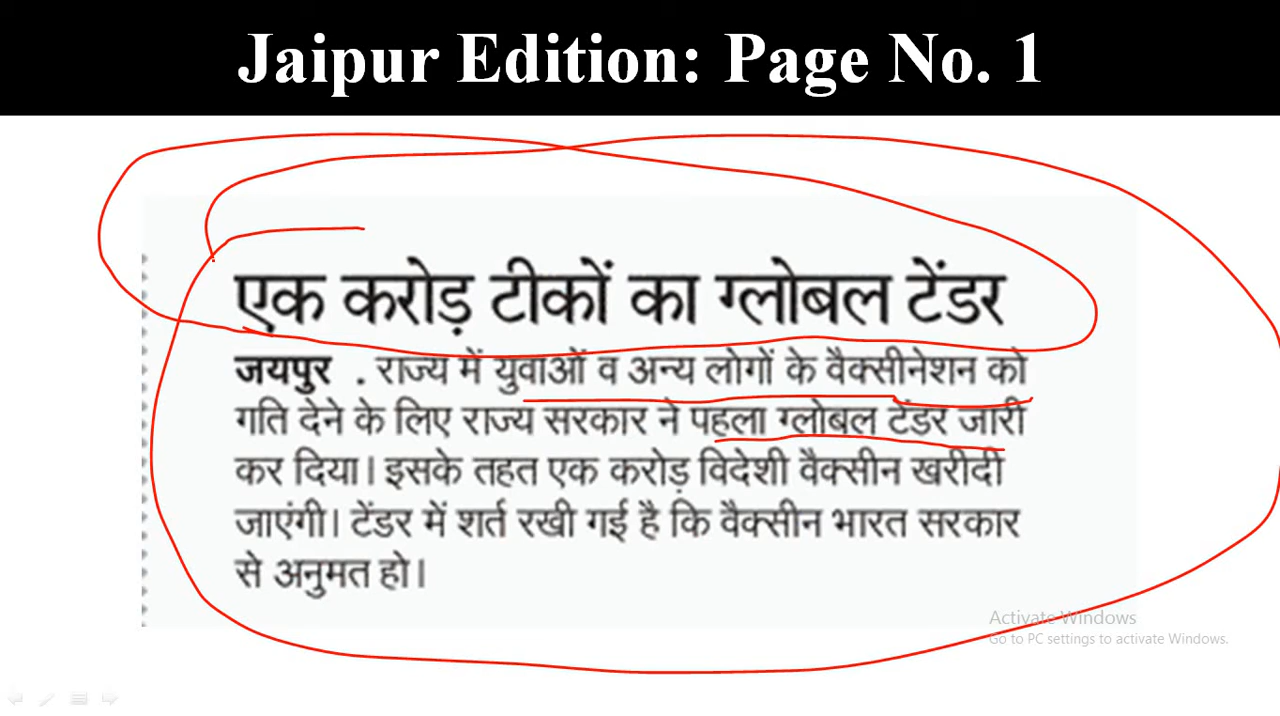 Jaipur Edition: Page No. 1
एक करोड़ टीकों का ग्लोबल टेंडर
जयपुर . राज्य में युवाओं व अन्य लोगों के वैक्सीनेशन को
गति देने के लिए राज्य सरकार ने पहला ग्लोबल टेंडर जारी
कर दिया। इसके तहत एक करोड़ विदेशी वैक्सीन खरीदी
जाएंगी। टेंडर में शर्त रखी गई है कि वैक्सीन भारत सरकार
से अनुमत हो।
Activate Windows
Go to PC settings to activate Windows.